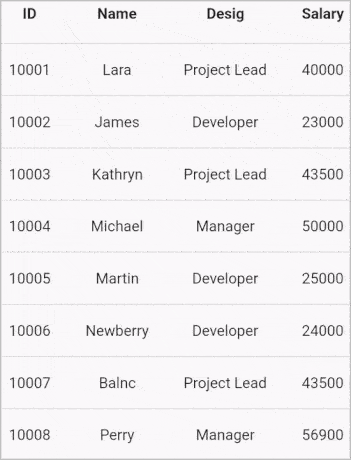 ID Name Desig Salary
10001 Lara Project Lead 40000
10002 James Developer 23000
10003 Kathryn Project Lead 43500
10004 Michael Manager 50000
10005 Martin Developer 25000
10006 Newberry Developer 24000
10007 Balnc Project Lead 43500
10008 Perry Manager 56900